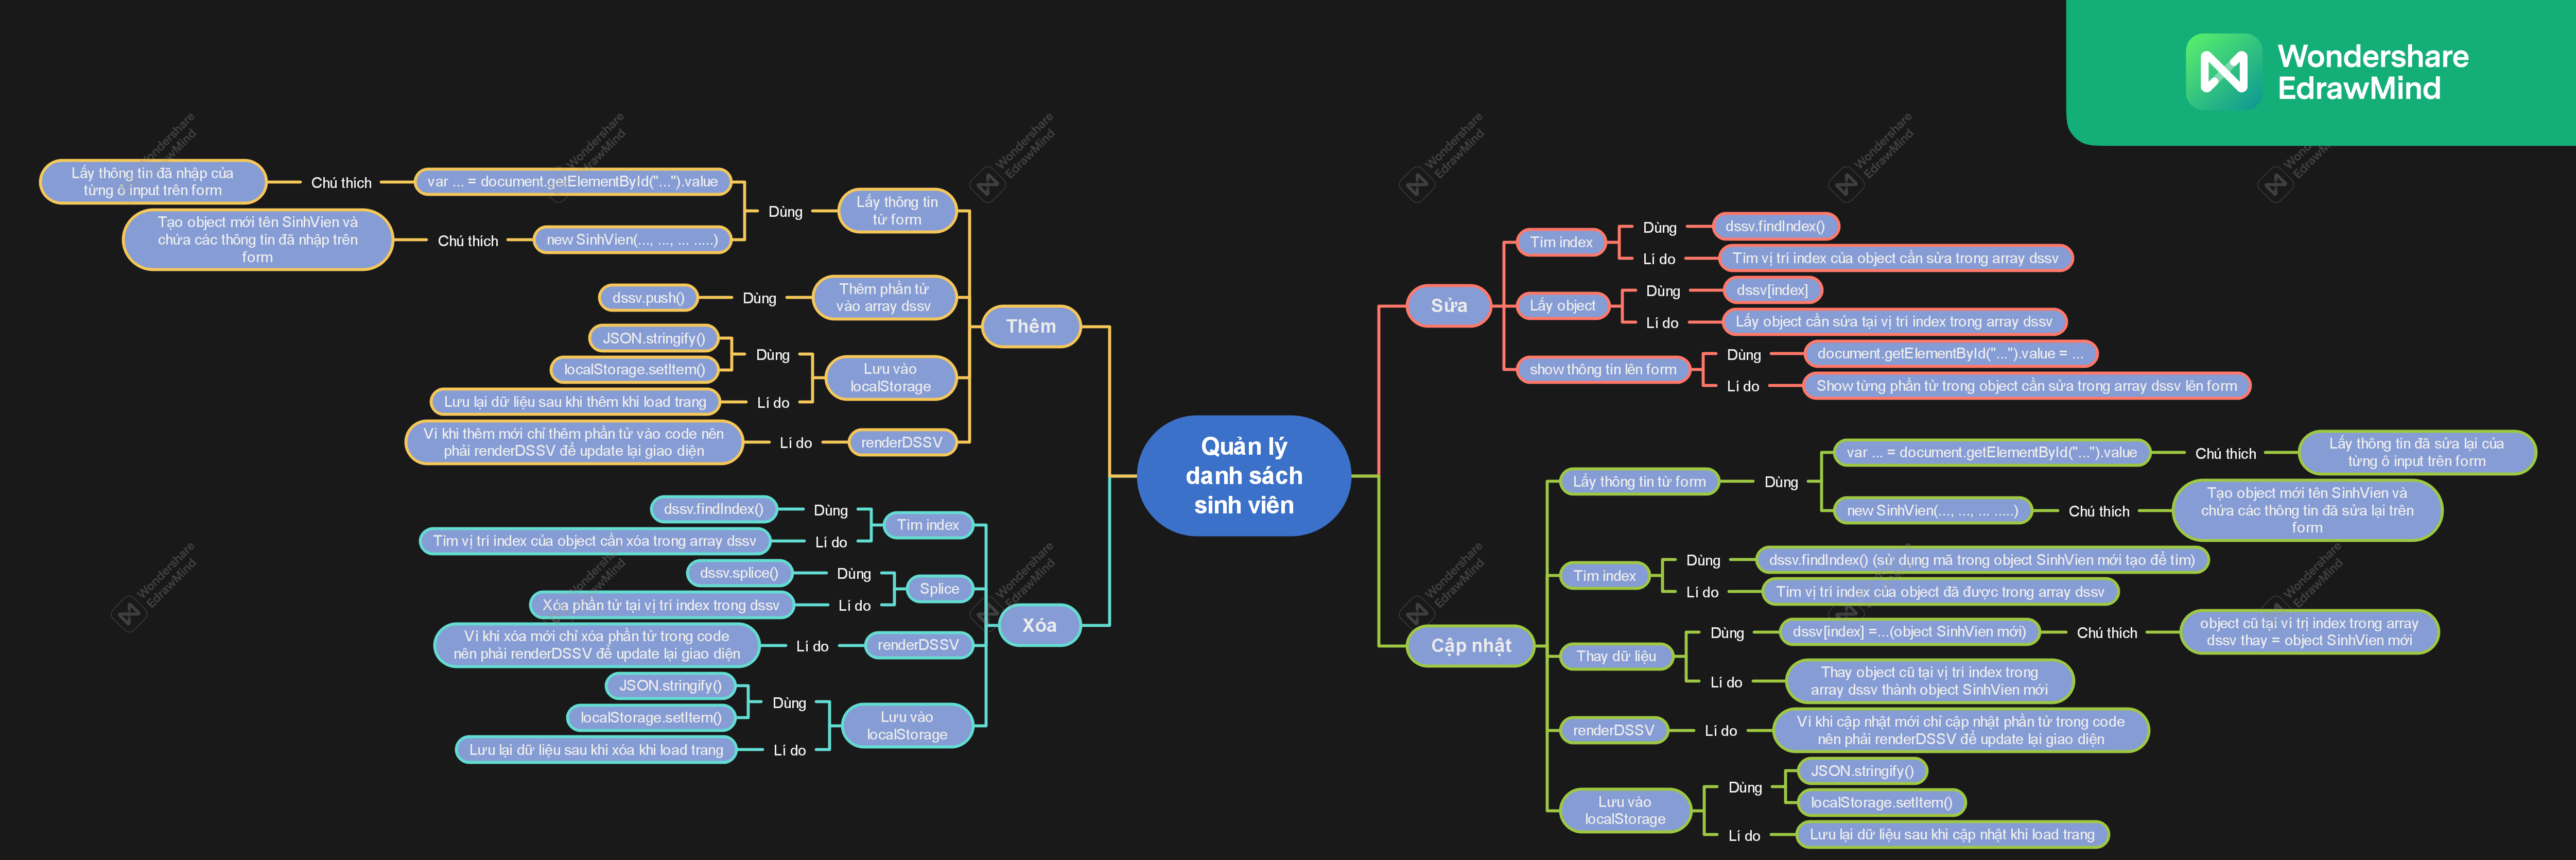 Wondershare
EdrawMind
Quản lý
danh sách
sinh viên
Thêm
Lấy thông tin
từ form
Dùng
var ... = document.getElementById("...").value
Chú thích
Lấy thông tin đã nhập của
từng ô input trên form
new SinhVien(..., ..., ... .....)
Chú thích
Tạo object mới tên SinhVien và
chứa các thông tin đã nhập trên
form
Thêm phần tử
vào array dssv
Dùng
dssv.push()
Lưu vào
localStorage
Dùng
JSON.stringify()
localStorage.setItem()
Lí do
Lưu lại dữ liệu sau khi thêm khi load trang
renderDSSV
Lí do
Vì khi thêm mới chỉ thêm phần tử vào code nên
phải renderDSSV để update lại giao diện
Xóa
Tìm index
Dùng
dssv.findIndex()
Lí do
Tìm vị trí index của object cần xóa trong array dssv
Splice
Dùng
dssv.splice()
Lí do
Xóa phần tử tại vị trí index trong dssv
renderDSSV
Lí do
Vì khi xóa mới chỉ xóa phần tử trong code
nên phải renderDSSV để update lại giao diện
Lưu vào
localStorage
Dùng
JSON.stringify()
localStorage.setItem()
Lí do
Lưu lại dữ liệu sau khi xóa khi load trang
Sửa
Tìm index
Dùng
dssv.findIndex()
Lí do
Tìm vị trí index của object cần sửa trong array dssv
Lấy object
Dùng
dssv[index]
Lí do
Lấy object cần sửa tại vị trí index trong array dssv
show thông tin lên form
Dùng
document.getElementById("...").value = ...
Lí do
Show từng phần tử trong object cần sửa trong array dssv lên form
Cập nhật
Lấy thông tin từ form
Dùng
var ... = document.getElementById("...").value
Chú thích
Lấy thông tin đã sửa lại của
từng ô input trên form
new SinhVien(..., ..., ... .....)
Chú thích
Tạo object mới tên SinhVien và
chứa các thông tin đã sửa lại trên
form
Tìm index
Dùng
dssv.findIndex() (sử dụng mã trong object SinhVien mới tạo để tìm)
Lí do
Tìm vị trí index của object đã được trong array dssv
Thay dữ liệu
Dùng
dssv[index] =...(object SinhVien mới)
Chú thích
object cũ tại vi trị index trong array
dssv thay = object SinhVien mới
Lí do
Thay object cũ tại vị trí index trong
array dssv thành object SinhVien mới
renderDSSV
Lí do
Vì khi cập nhật mới chỉ cập nhật phần tử trong code
nên phải renderDSSV để update lại giao diện
Lưu vào
localStorage
Dùng
JSON.stringify()
localStorage.setItem()
Lí do
Lưu lại dữ liệu sau khi cập nhật khi load trang